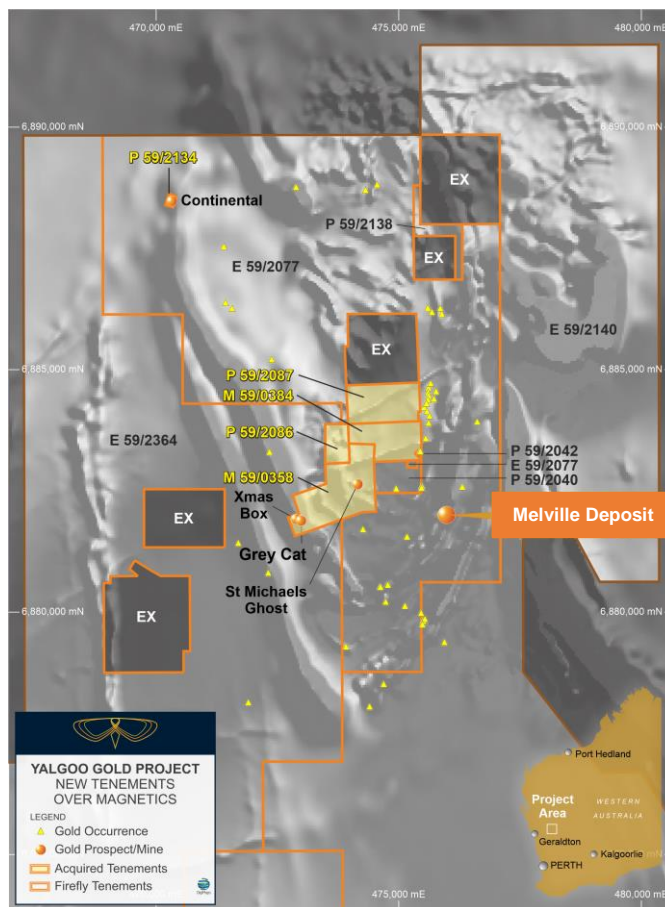 470,000 mE
475,000 mE
480,000 mE
6,890,000 mN
6,890,000 mN
P 59/2134
Continental
EX
P 59/2138
EX
E 59/2077
E 59/2140
EX
6,885,000 mN
6,885,000 mN
P 59/2087
M 59/0384
P 59/2086
E 59/2364
P 59/2042
E 59/2077
P 59/2040
M 59/0358
EX
Xmas
Box
Melville Deposit
Grey Cat
St Michaels
Ghost
EX
6,880,000 mN
6,880,000 mN
YALGOO GOLD PROJECT
NEW TENEMENTS
OVER MAGNETICS
LEGEND
Gold Occurrence
Gold Prospect/Mine
Acquired Tenements
Firefly Tenements
Port Hedland
Project
Area
WESTERN
AUSTRALIA
Geraldton
Kalgoorlie
PERTH
475,000 mE
480,000 mE